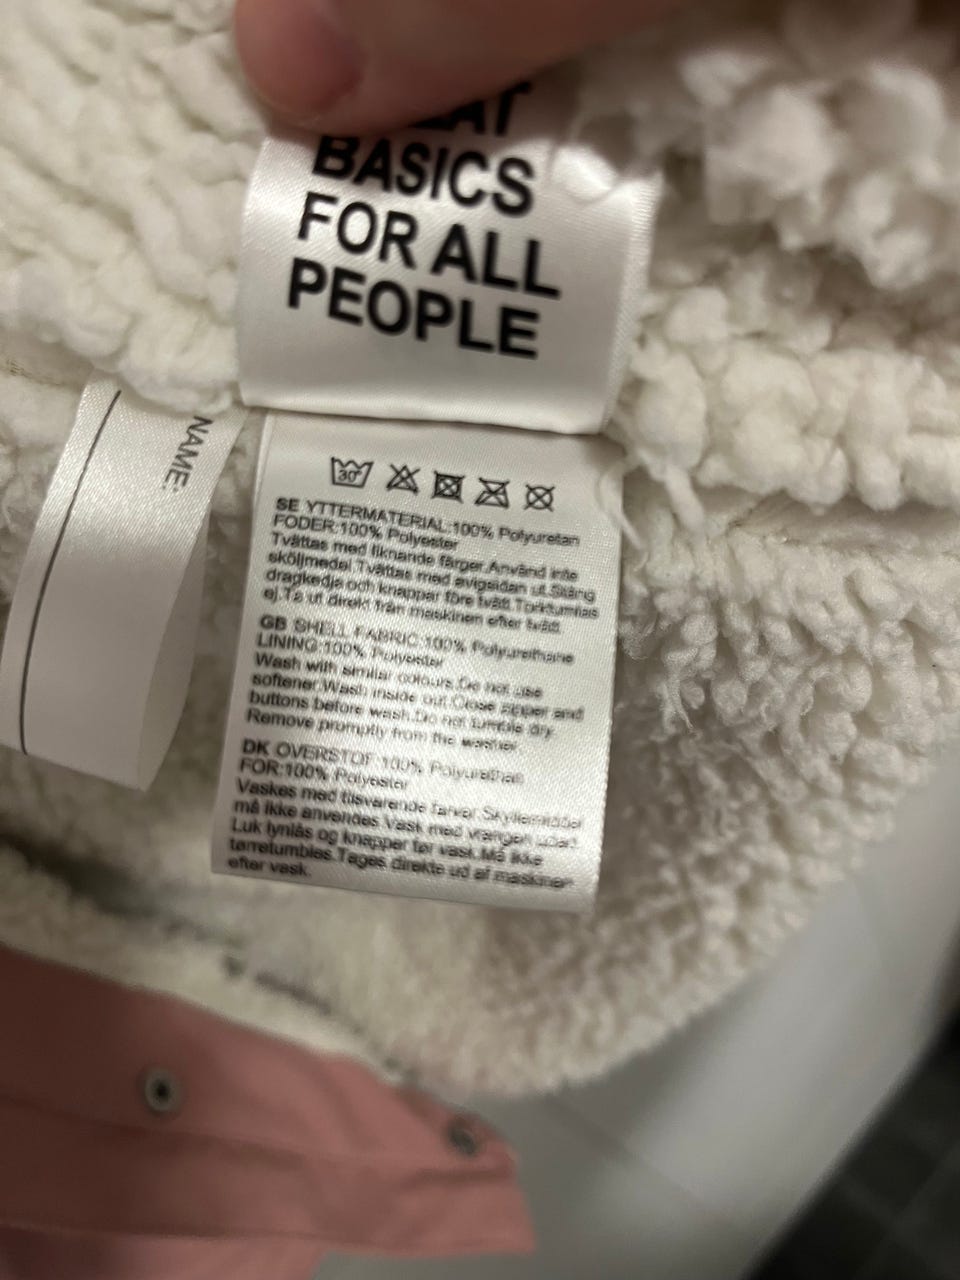 BASICS
FOR ALL
PEOPLE
NAME:
30°
SE YTTERMATERIAL:100% Polyuretan
FODER:100% Polyester
Tvättas med liknande färger.Använd inte
sköljmedel.Tvättas med avigsidan ut.Stäng
dragkedja och knappar före tvätt.Torktumlas
ej.Ta ut direkt från maskinen efter tvätt.
GB SHELL FABRIC:100% Polyurethane
LINING:100% Polyester
Wash with similar colours.Do not use
softener.Wash inside out.Close zipper and
buttons before wash.Do not tumble dry.
Remove promptly from the washer.
DK OVERSTOF:100% Polyurethan
FOR:100% Polyester
Vaskes med tilsvarende farver.Skyllemiddel
må ikke anvendes.Vask med vrangen udad.
Luk lynlås og knapper før vask.Må ikke
tørretumbles.Tages direkte ud af maskinen
efter vask.